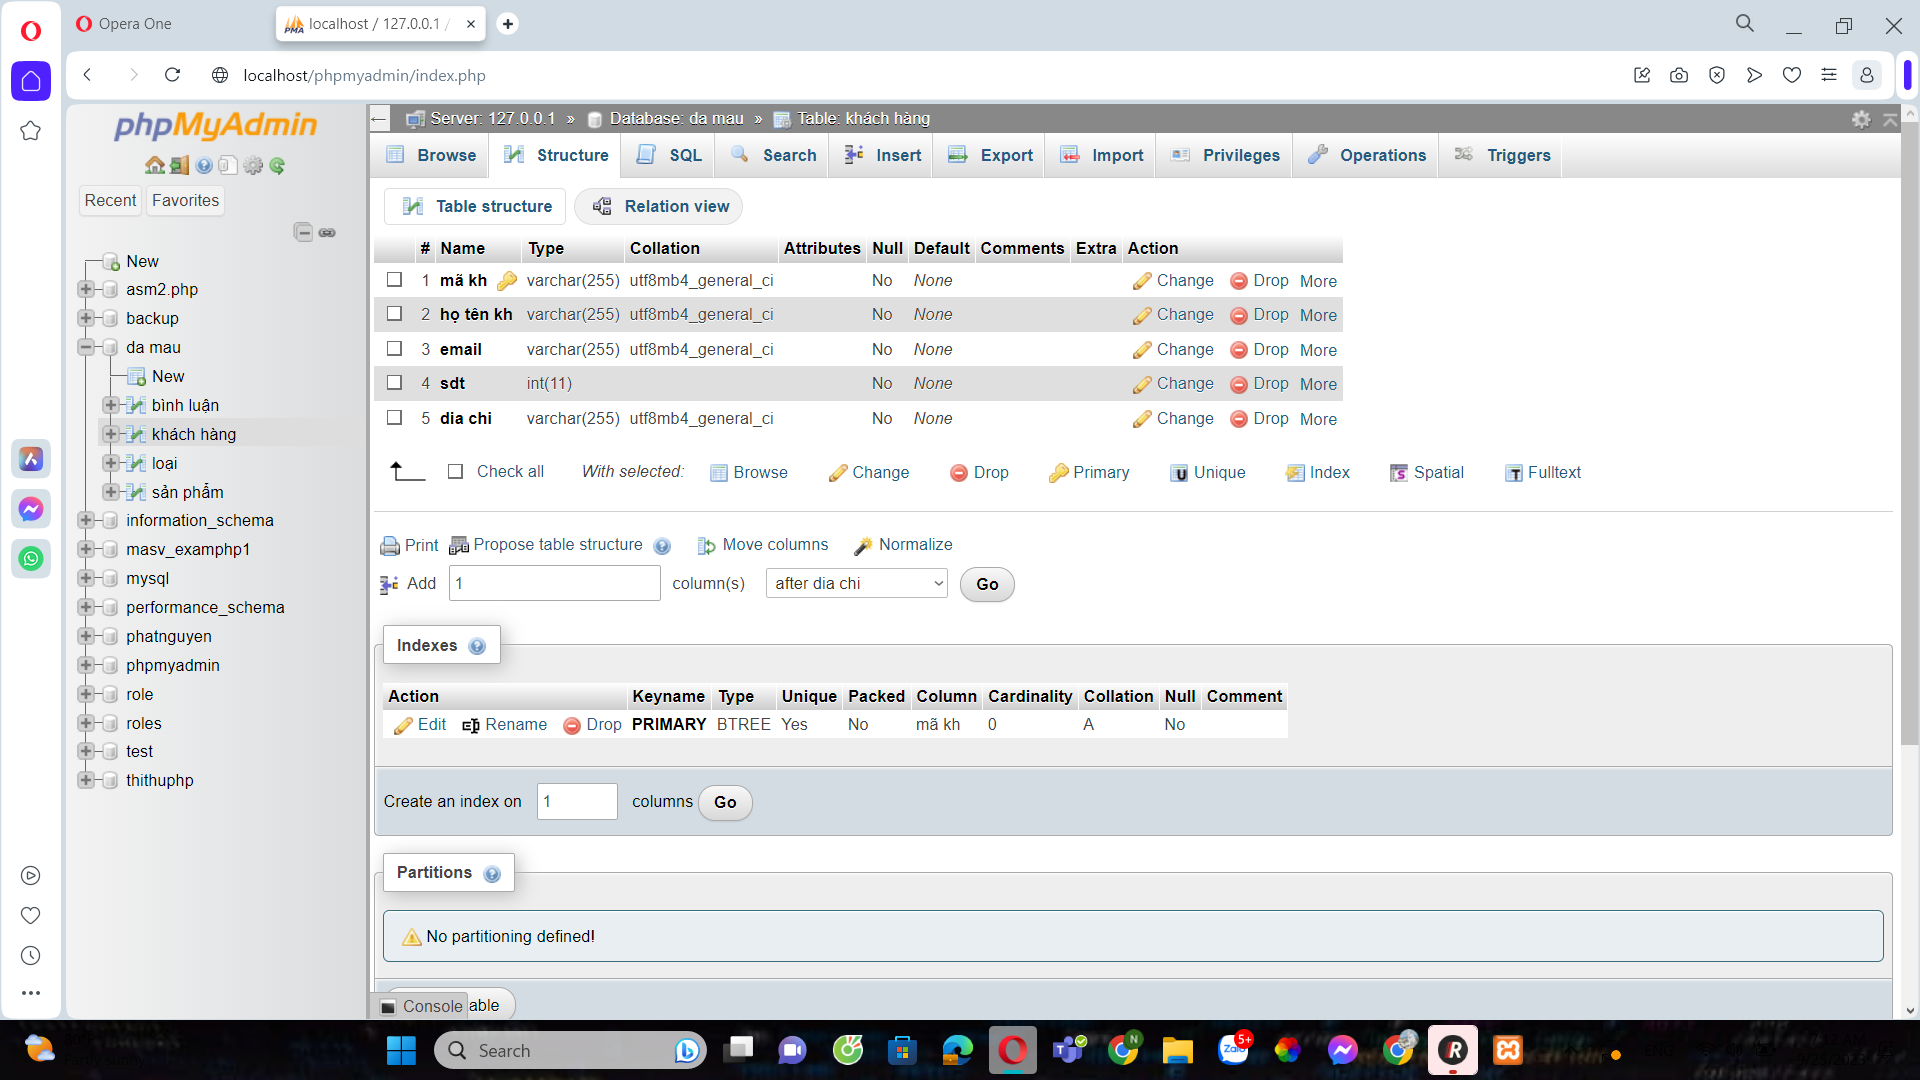 Opera One
localhost / 127.0.0.1 /
localhost/phpmyadmin/index.php
phpMyAdmin
Recent
Favorites
New
asm2.php
backup
da mau
New
bình luận
khách hàng
loại
sản phẩm
information_schema
masv_examphp1
mysql
performance_schema
phatnguyen
phpmyadmin
role
roles
test
thithuphp
Server: 127.0.0.1 » Database: da mau » Table: khách hàng
Browse Structure SQL Search Insert Export Import Privileges Operations Triggers
Table structure Relation view
# Name Type Collation Attributes Null Default Comments Extra Action
1 mã kh varchar(255) utf8mb4_general_ci No None Change Drop More
2 họ tên kh varchar(255) utf8mb4_general_ci No None Change Drop More
3 email varchar(255) utf8mb4_general_ci No None Change Drop More
4 sdt int(11) No None Change Drop More
5 dia chi varchar(255) utf8mb4_general_ci No None Change Drop More
Check all With selected: Browse Change Drop Primary Unique Index Spatial Fulltext
Print Propose table structure Move columns Normalize
Add 1 column(s) after dia chi Go
Indexes
Action Keyname Type Unique Packed Column Cardinality Collation Null Comment
Edit Rename Drop PRIMARY BTREE Yes No mã kh 0 A No
Create an index on 1 columns Go
Partitions
No partitioning defined!
Console able
Search
Zalo
5+
N